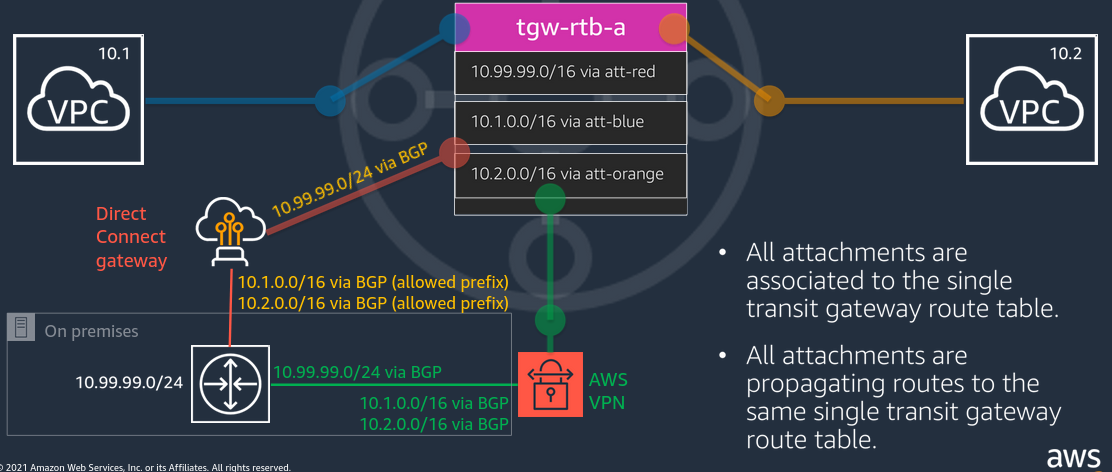 tgw-rtb-a
10.1
10.2
10.99.99.0/16 via att-red
VPC
VPC
10.1.0.0/16 via att-blue
10.99.99.0/24 via BGP
10.2.0.0/16 via att-orange
Direct
Connect
gateway
10.1.0.0/16 via BGP (allowed prefix)
10.2.0.0/16 via BGP (allowed prefix)
On premises
10.99.99.0/24
10.99.99.0/24 via BGP
10.1.0.0/16 via BGP
10.2.0.0/16 via BGP
AWS
VPN
• All attachments are
associated to the single
transit gateway route table.
• All attachments are
propagating routes to the
same single transit gateway
route table.
© 2021 Amazon Web Services, Inc. or its Affiliates. All rights reserved.
aws